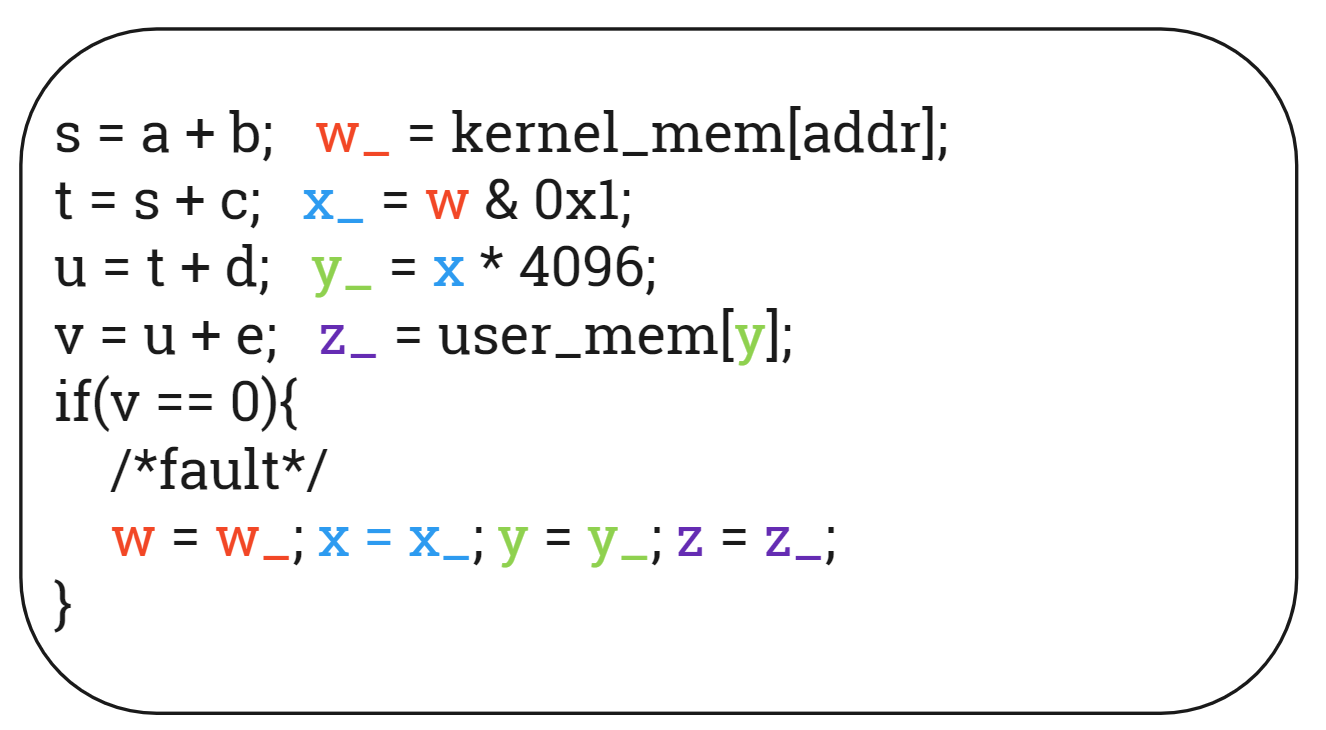 s = a + b; w_ = kernel_mem[addr];
t = s + c; x_ = w & 0x1;
u = t + d; y_ = x * 4096;
v = u + e; z_ = user_mem[y];
if(v == 0){
/*fault*/
w = w_; x = x_; y = y_; z = z_;
}